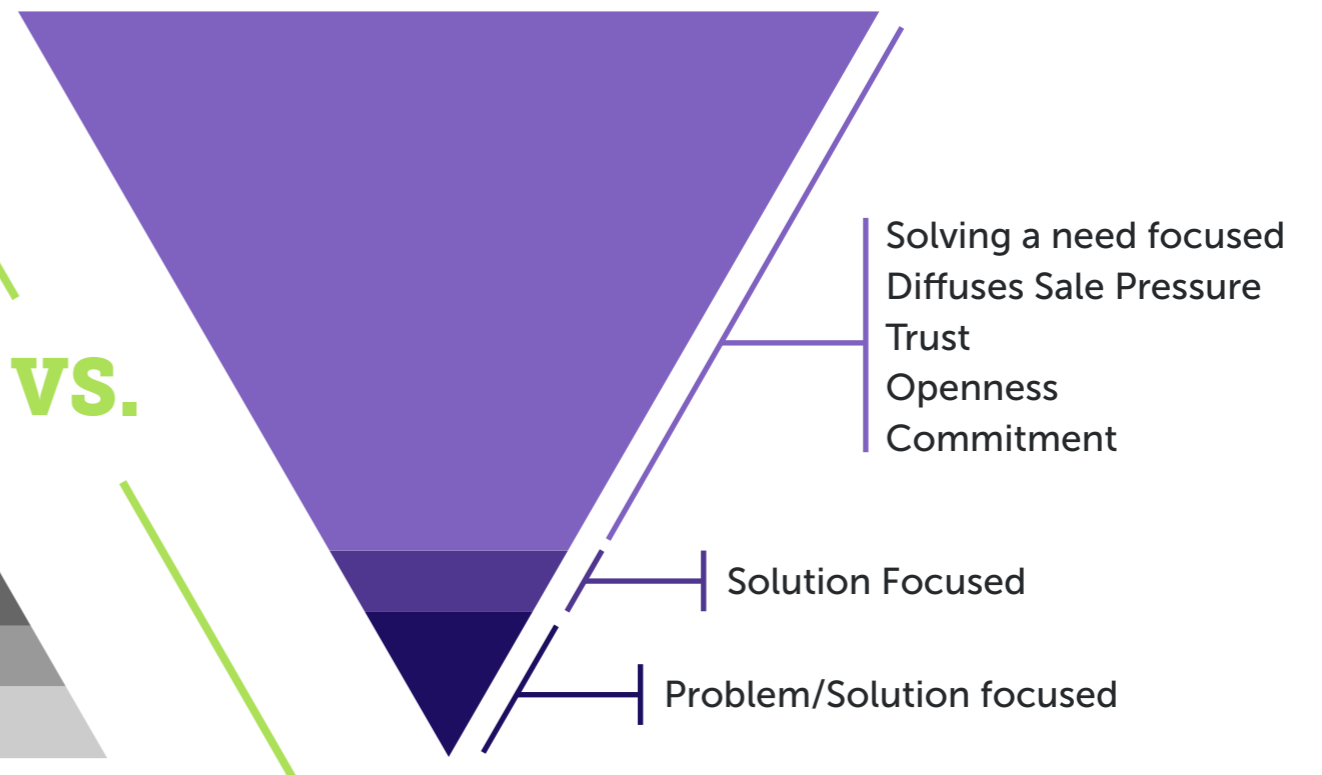 vs.
Solving a need focused
Diffuses Sale Pressure
Trust
Openness
Commitment
Solution Focused
Problem/Solution focused